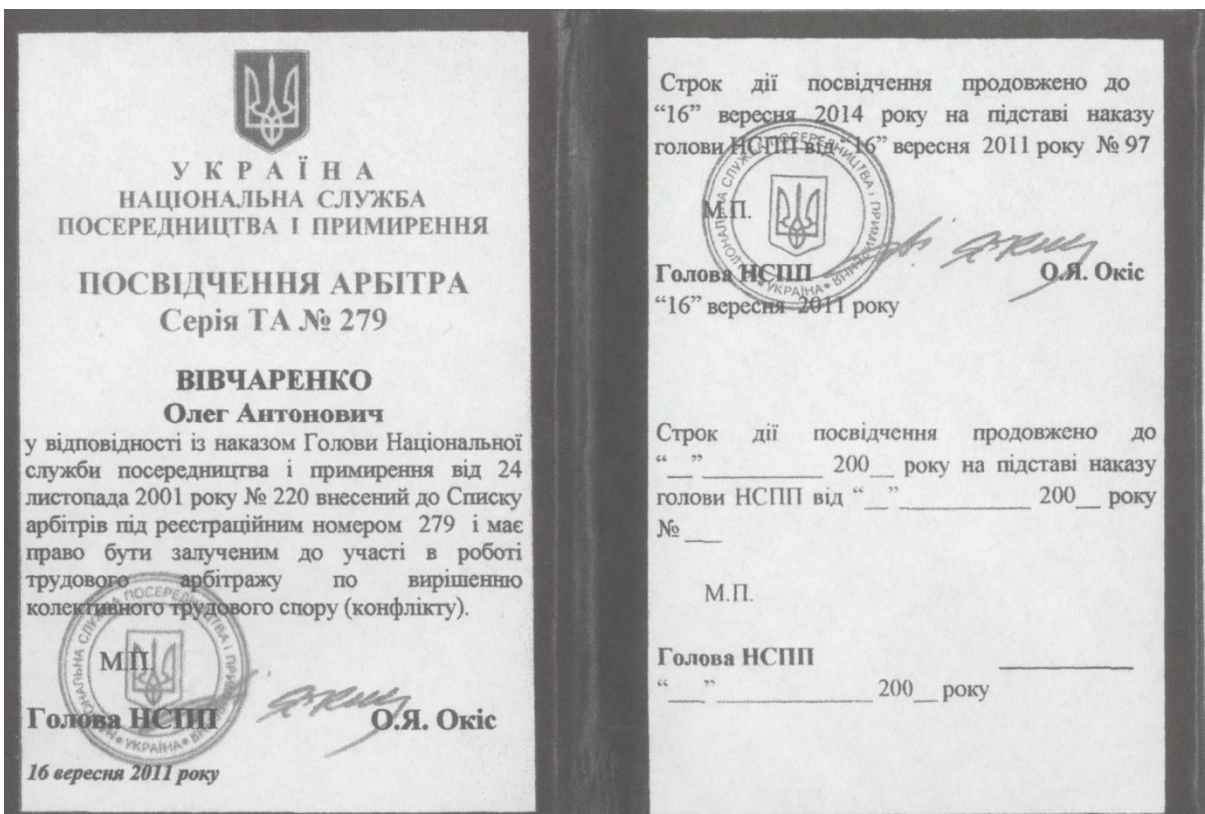 УКРАЇНА
НАЦІОНАЛЬНА СЛУЖБА
ПОСЕРЕДНИЦТВА І ПРИМИРЕННЯ
ПОСВІДЧЕННЯ АРБІТРА
Серія ТА № 279
ВІВЧАРЕНКО
Олег Антонович
у відповідності із наказом Голови Національної
служби посередництва і примирення від 24
листопада 2001 року № 220 внесений до Списку
арбітрів під реєстраційним номером 279 і має
право бути залученим до участі в роботі
трудового арбітражу по вирішенню
колективного трудового спору (конфлікту).
М.П.
Голова НСПП О.Я. Окіс
16 вересня 2011 року
Строк дії посвідчення продовжено до
“16” вересня 2014 року на підставі наказу
голови НСПП від “16” вересня 2011 року № 97
М.П.
Голова НСПП О.Я. Окіс
“16” вересня 2011 року
Строк дії посвідчення продовжено до
“__”____________ 200__ року на підставі наказу
голови НСПП від “__”____________ 200__ року
№ ___
М.П.
Голова НСПП ____________
“___”______________ 200__ року